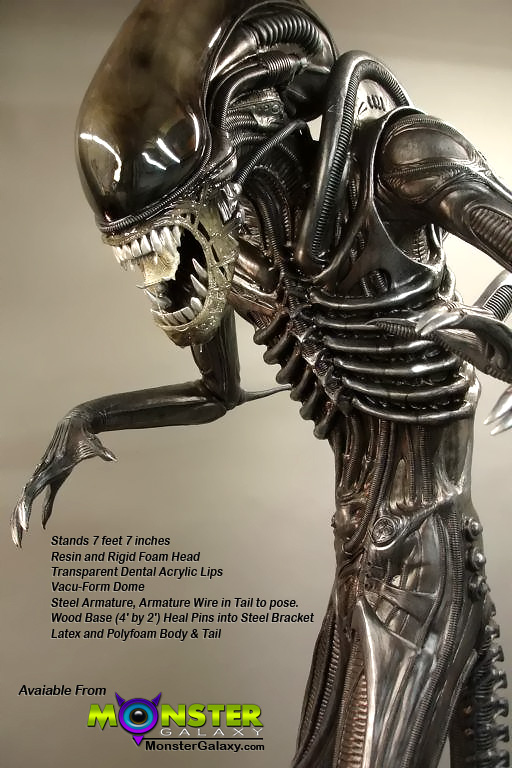 Stands 7 feet 7 inches
Resin and Rigid Foam Head
Transparent Dental Acrylic Lips
Vacu-Form Dome
Steel Armature, Armature Wire in Tail to pose.
Wood Base (4' by 2') Heal Pins into Steel Bracket
Latex and Polyfoam Body & Tail
Avaiable From
MONSTER
GALAXY
MonsterGalaxy.com